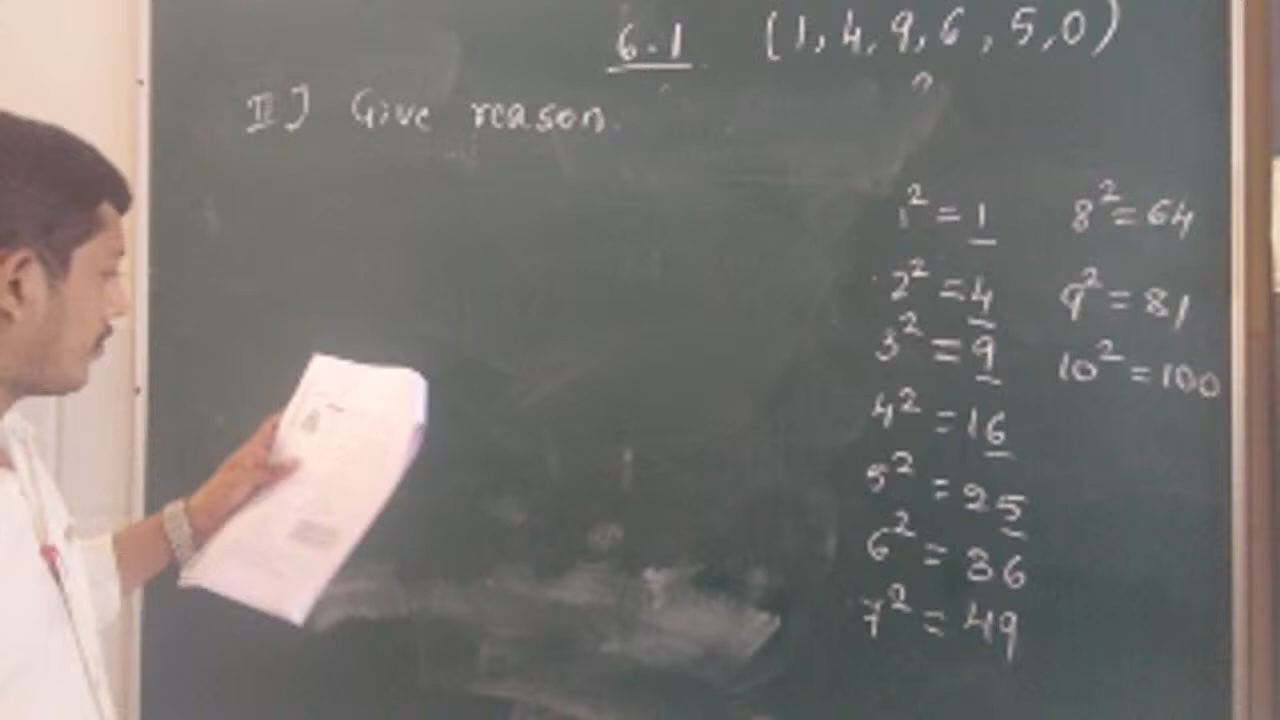 6.1 (1, 4, 9, 6, 5, 0)
II] Give reason.
1² = 1
2² = 4
3² = 9
4² = 16
5² = 25
6² = 36
7² = 49
8² = 64
9² = 81
10² = 100